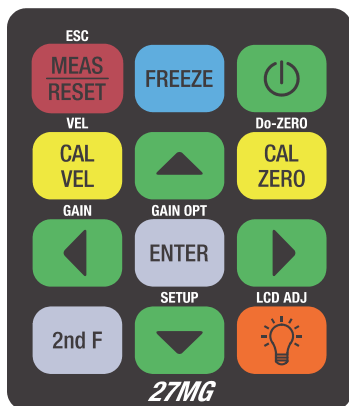 ESC
MEAS
RESET
FREEZE
VEL
Do-ZERO
CAL
VEL
CAL
ZERO
GAIN
GAIN OPT
ENTER
SETUP
LCD ADJ
2nd F
27MG